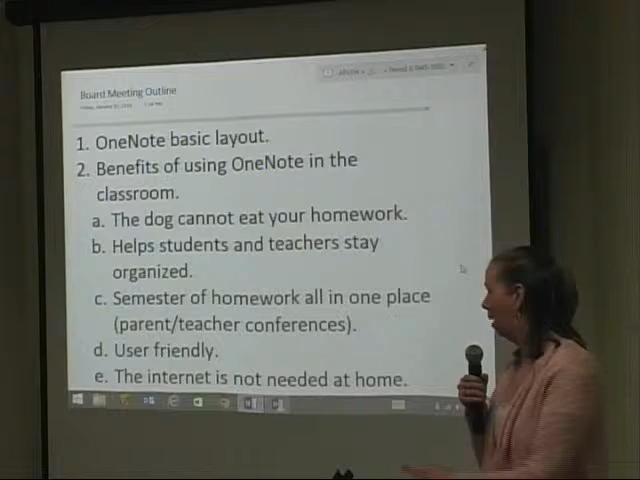 Board Meeting Outline
1. OneNote basic layout.
2. Benefits of using OneNote in the
classroom.
a. The dog cannot eat your homework.
b. Helps students and teachers stay
organized.
c. Semester of homework all in one place
(parent/teacher conferences).
d. User friendly.
e. The internet is not needed at home.